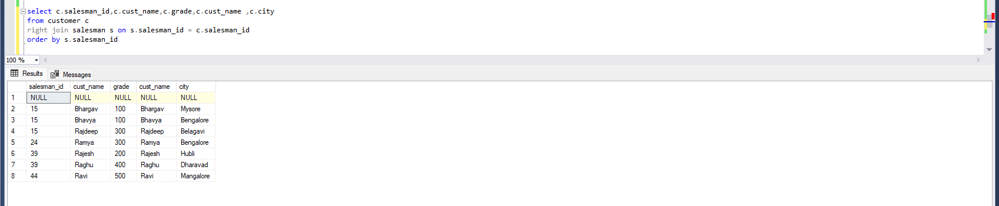 select c.salesman_id,c.cust_name,c.grade,c.cust_name ,c.city
from customer c
right join salesman s on s.salesman_id = c.salesman_id
order by s.salesman_id
100 %
Results Messages
salesman_id cust_name grade cust_name city
1 NULL NULL NULL NULL NULL
2 15 Bhargav 100 Bhargav Mysore
3 15 Bhavya 100 Bhavya Bengalore
4 15 Rajdeep 300 Rajdeep Belagavi
5 24 Ramya 300 Ramya Bengalore
6 39 Rajesh 200 Rajesh Hubli
7 39 Raghu 400 Raghu Dharavad
8 44 Ravi 500 Ravi Mangalore